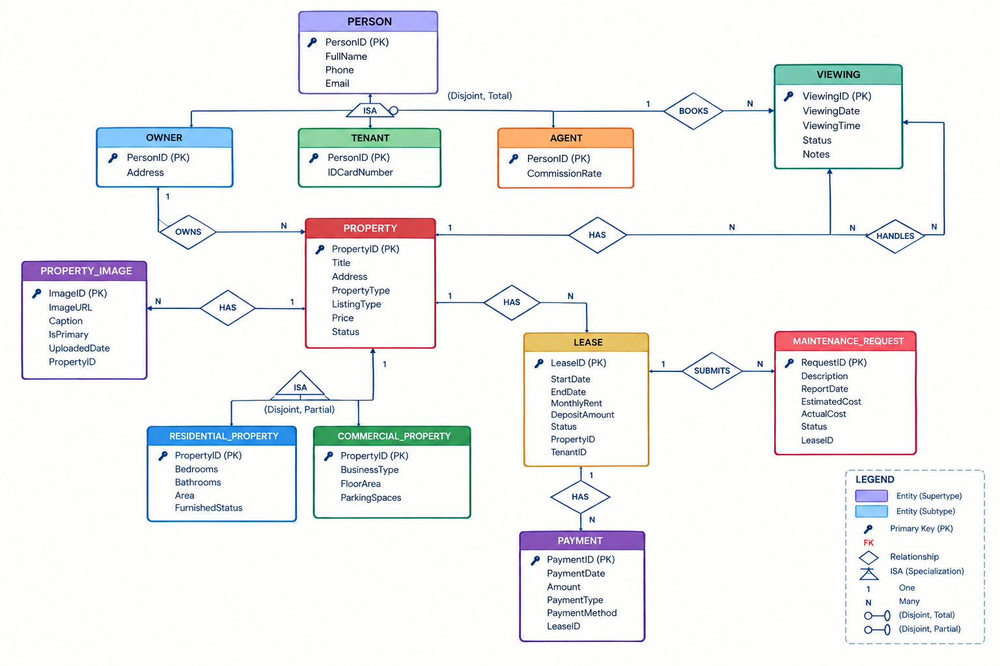 PERSON
PersonID (PK)
FullName
Phone
Email
(Disjoint, Total)
ISA
1
BOOKS
N
VIEWING
ViewingID (PK)
ViewingDate
ViewingTime
Status
Notes
OWNER
PersonID (PK)
Address
TENANT
PersonID (PK)
IDCardNumber
AGENT
PersonID (PK)
CommissionRate
1
OWNS
N
PROPERTY
PropertyID (PK)
Title
Address
PropertyType
ListingType
Price
Status
1
HAS
N
N
HANDLES
N
PROPERTY_IMAGE
ImageID (PK)
ImageURL
Caption
IsPrimary
UploadedDate
PropertyID
N
HAS
1
1
HAS
N
LEASE
LeaseID (PK)
StartDate
EndDate
MonthlyRent
DepositAmount
Status
PropertyID
TenantID
1
SUBMITS
N
MAINTENANCE_REQUEST
RequestID (PK)
Description
ReportDate
EstimatedCost
ActualCost
Status
LeaseID
1
ISA
(Disjoint, Partial)
RESIDENTIAL_PROPERTY
PropertyID (PK)
Bedrooms
Bathrooms
Area
FurnishedStatus
COMMERCIAL_PROPERTY
PropertyID (PK)
BusinessType
FloorArea
ParkingSpaces
1
HAS
N
PAYMENT
PaymentID (PK)
PaymentDate
Amount
PaymentType
PaymentMethod
LeaseID
LEGEND
Entity (Supertype)
Entity (Subtype)
Primary Key (PK)
FK
Relationship
ISA (Specialization)
1 One
N Many
(Disjoint, Total)
(Disjoint, Partial)